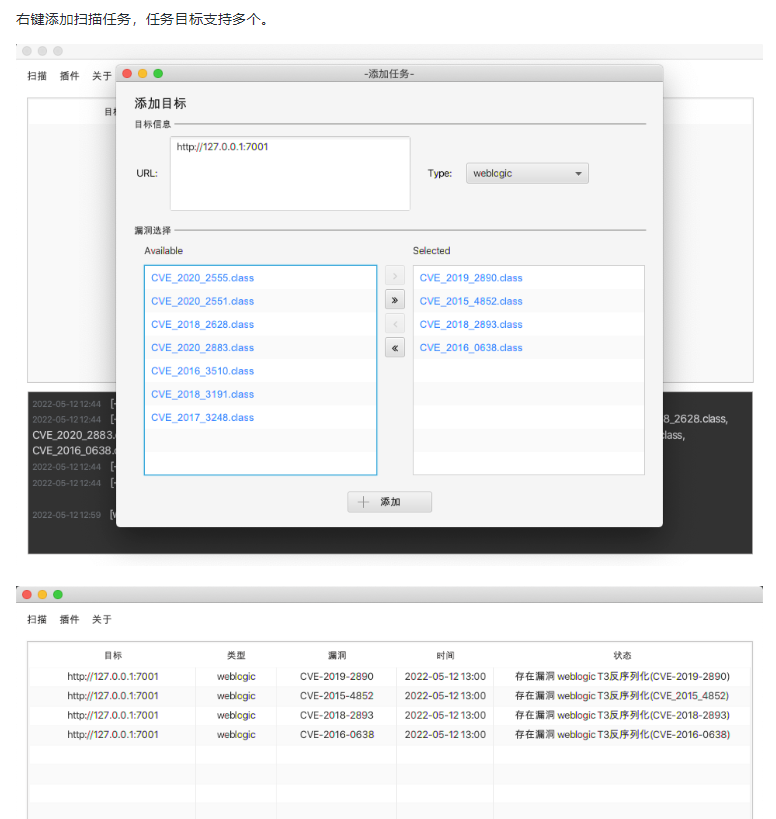 右键添加扫描任务，任务目标支持多个。
扫描 插件 关于
-添加任务-
添加目标
目标信息
URL: http://127.0.0.1:7001 Type: weblogic
漏洞选择
Available Selected
CVE_2020_2555.class CVE_2019_2890.class
CVE_2020_2551.class CVE_2015_4852.class
CVE_2018_2628.class CVE_2018_2893.class
CVE_2020_2883.class CVE_2016_0638.class
CVE_2016_3510.class
CVE_2018_3191.class
CVE_2017_3248.class
添加
2022-05-12 12:44
2022-05-12 12:44 8_2628.class,
CVE_2020_2883. class,
CVE_2016_0638.
2022-05-12 12:44
2022-05-12 12:44
2022-05-12 12:59
扫描 插件 关于
目标 类型 漏洞 时间 状态
http://127.0.0.1:7001 weblogic CVE-2019-2890 2022-05-12 13:00 存在漏洞 weblogic T3反序列化(CVE-2019-2890)
http://127.0.0.1:7001 weblogic CVE-2015-4852 2022-05-12 13:00 存在漏洞 weblogic T3反序列化(CVE_2015_4852)
http://127.0.0.1:7001 weblogic CVE-2018-2893 2022-05-12 13:00 存在漏洞 weblogic T3反序列化(CVE-2018-2893)
http://127.0.0.1:7001 weblogic CVE-2016-0638 2022-05-12 13:00 存在漏洞 weblogic T3反序列化(CVE-2016-0638)